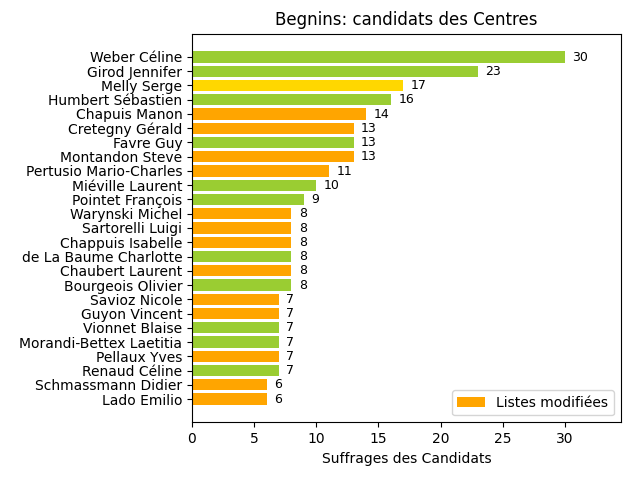 Begnins: candidats des Centres
Weber Céline 30
Girod Jennifer 23
Melly Serge 17
Humbert Sébastien 16
Chapuis Manon 14
Cretegny Gérald 13
Favre Guy 13
Montandon Steve 13
Pertusio Mario-Charles 11
Miéville Laurent 10
Pointet François 9
Warynski Michel 8
Sartorelli Luigi 8
Chappuis Isabelle 8
de La Baume Charlotte 8
Chaubert Laurent 8
Bourgeois Olivier 8
Savioz Nicole 7
Guyon Vincent 7
Vionnet Blaise 7
Morandi-Bettex Laetitia 7
Pellaux Yves 7
Renaud Céline 7
Schmassmann Didier 6
Lado Emilio 6
Listes modifiées
0 5 10 15 20 25 30
Suffrages des Candidats